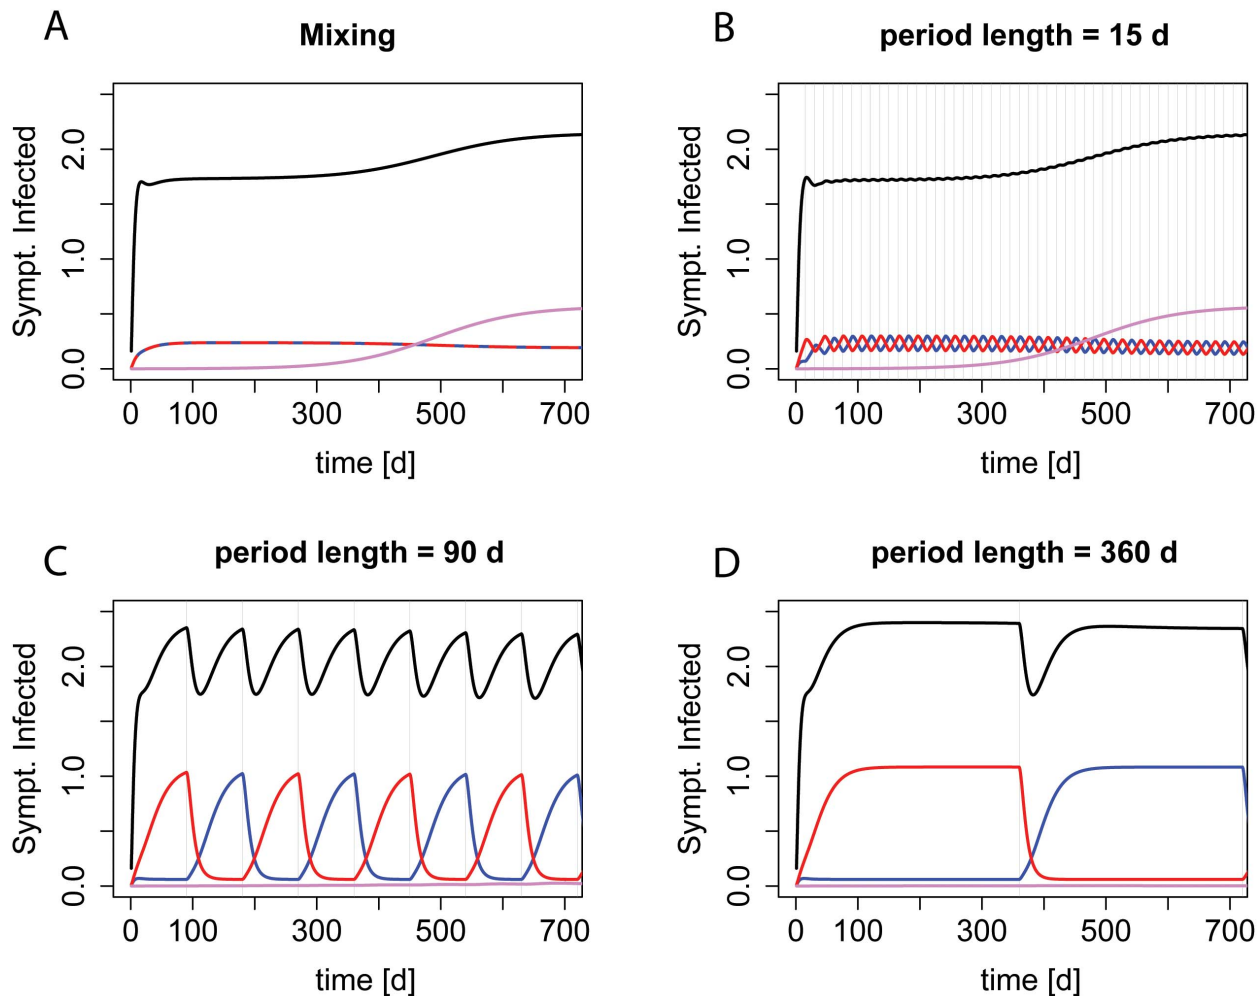 A
Mixing
Sympt. Infected
0.0 1.0 2.0
0 100 300 500 700
time [d]
B
period length = 15 d
Sympt. Infected
0.0 1.0 2.0
0 100 300 500 700
time [d]
C
period length = 90 d
Sympt. Infected
0.0 1.0 2.0
0 100 300 500 700
time [d]
D
period length = 360 d
Sympt. Infected
0.0 1.0 2.0
0 100 300 500 700
time [d]